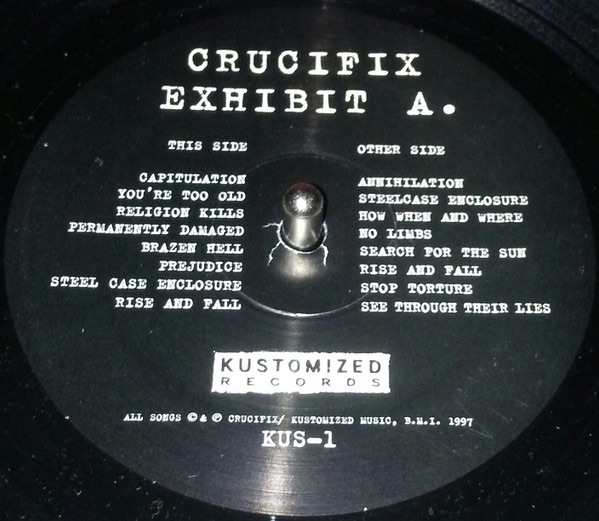 CRUCIFIX
EXHIBIT A.
THIS SIDE
CAPITULATION
YOU'RE TOO OLD
RELIGION KILLS
PERMANENTLY DAMAGED
BRAZEN HELL
PREJUDICE
STEEL CASE ENCLOSURE
RISE AND FALL
OTHER SIDE
ANNIHILATION
STEELCASE ENCLOSURE
HOW WHEN AND WHERE
NO LIMBS
SEARCH FOR THE SUN
RISE AND FALL
STOP TORTURE
SEE THROUGH THEIR LIES
KUSTOM!ZED
RECORDS
ALL SONGS © & ℗ CRUCIFIX/ KUSTOMIZED MUSIC, B.M.I. 1997
KUS-1